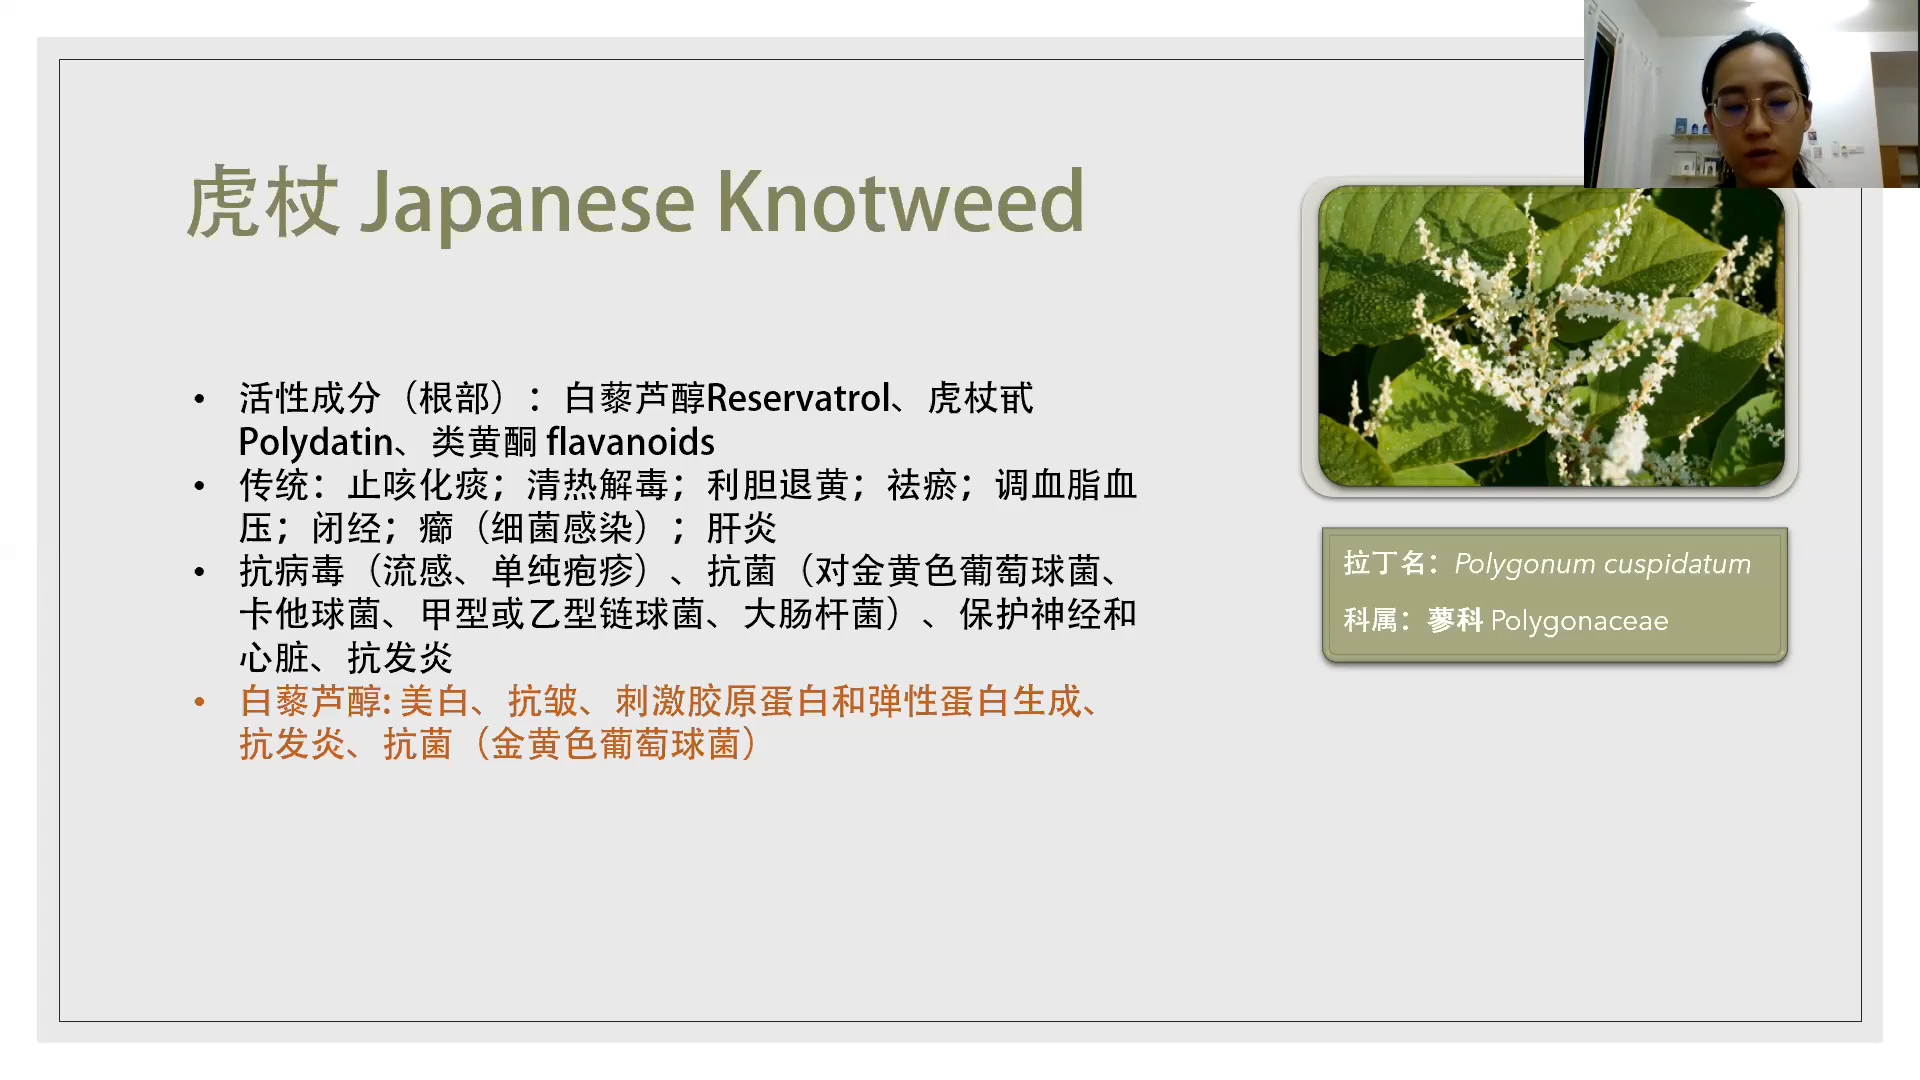 虎杖 Japanese Knotweed
• 活性成分（根部）：白藜芦醇Reservatrol、虎杖甙
Polydatin、类黄酮 flavanoids
• 传统：止咳化痰；清热解毒；利胆退黄；祛瘀；调血脂血
压；闭经；癤（细菌感染）；肝炎
• 抗病毒（流感、单纯疱疹）、抗菌（对金黄色葡萄球菌、
卡他球菌、甲型或乙型链球菌、大肠杆菌）、保护神经和
心脏、抗发炎
• 白藜芦醇: 美白、抗皱、刺激胶原蛋白和弹性蛋白生成、
抗发炎、抗菌（金黄色葡萄球菌）
拉丁名：Polygonum cuspidatum
科属：蓼科 Polygonaceae